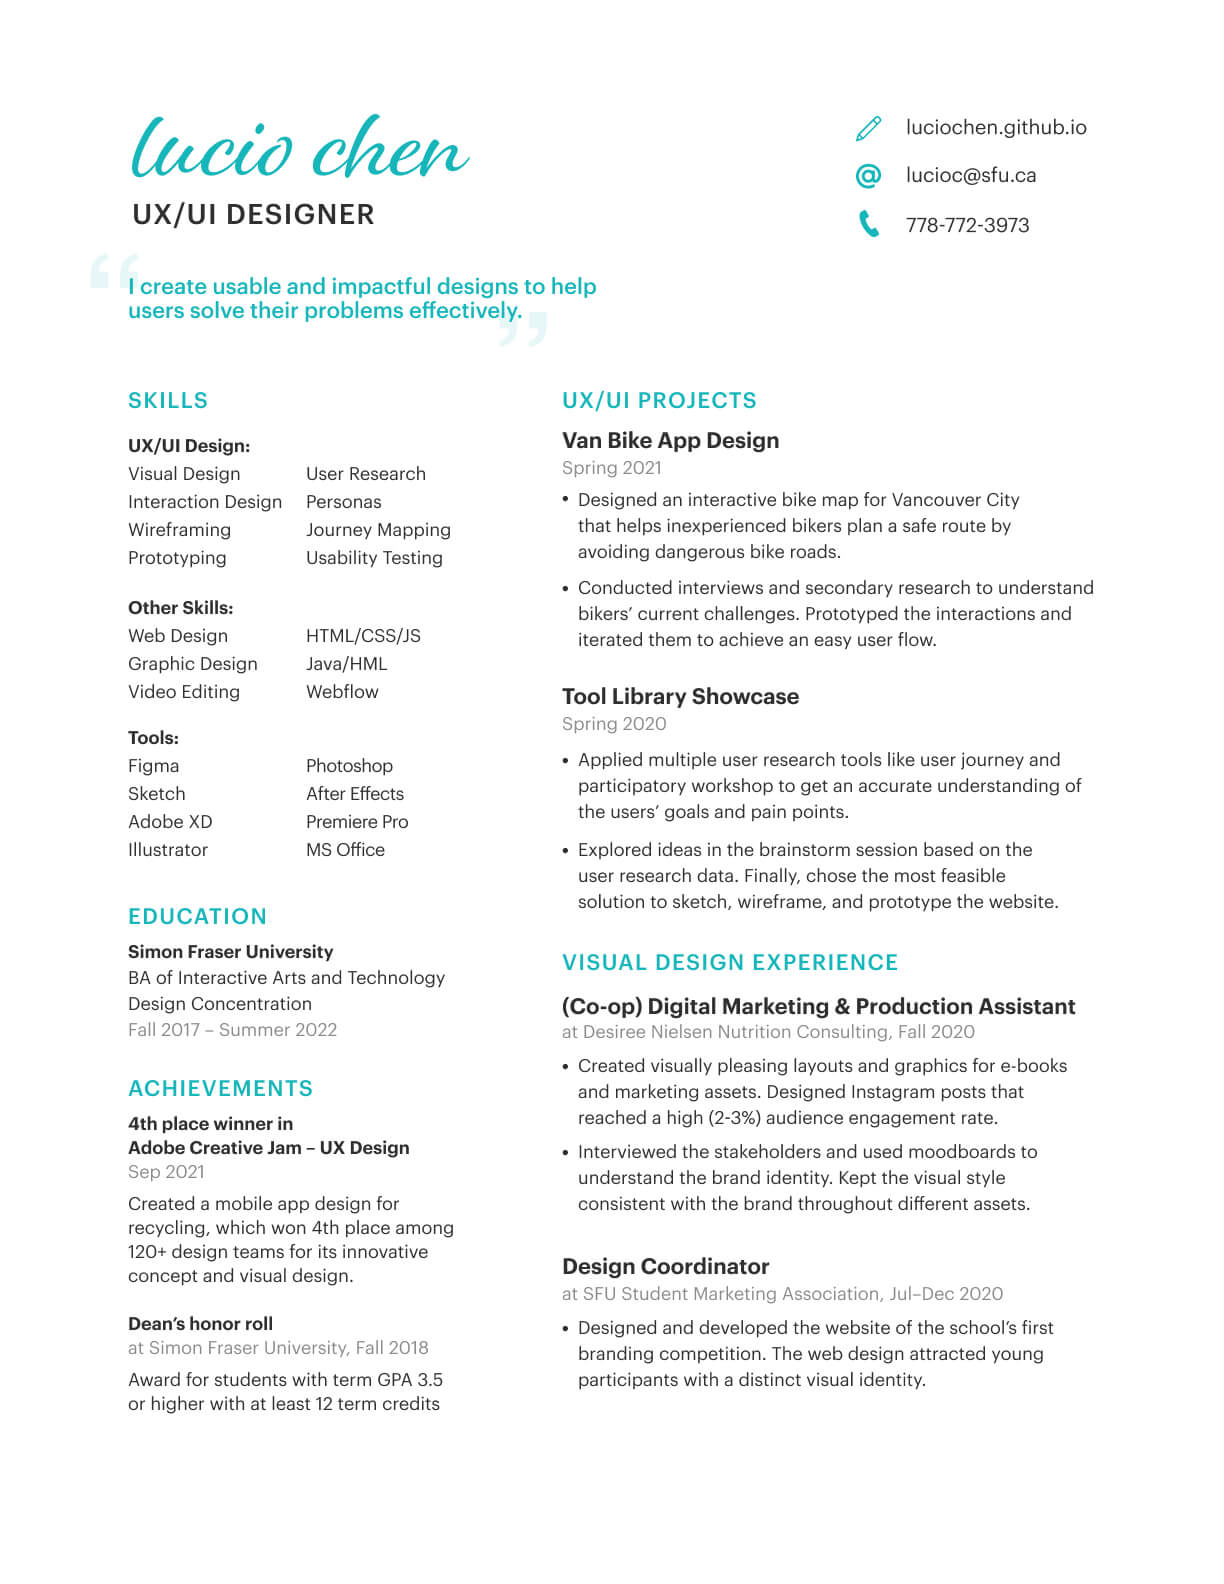 lucio chen
UX/UI DESIGNER
luciochen.github.io
lucioc@sfu.ca
778-772-3973
“I create usable and impactful designs to help
users solve their problems effectively.”
SKILLS
UX/UI Design:
Visual Design User Research
Interaction Design Personas
Wireframing Journey Mapping
Prototyping Usability Testing
Other Skills:
Web Design HTML/CSS/JS
Graphic Design Java/HML
Video Editing Webflow
Tools:
Figma Photoshop
Sketch After Effects
Adobe XD Premiere Pro
Illustrator MS Office
EDUCATION
Simon Fraser University
BA of Interactive Arts and Technology
Design Concentration
Fall 2017 – Summer 2022
ACHIEVEMENTS
4th place winner in
Adobe Creative Jam – UX Design
Sep 2021
Created a mobile app design for
recycling, which won 4th place among
120+ design teams for its innovative
concept and visual design.
Dean’s honor roll
at Simon Fraser University, Fall 2018
Award for students with term GPA 3.5
or higher with at least 12 term credits
UX/UI PROJECTS
Van Bike App Design
Spring 2021
• Designed an interactive bike map for Vancouver City
that helps inexperienced bikers plan a safe route by
avoiding dangerous bike roads.
• Conducted interviews and secondary research to understand
bikers’ current challenges. Prototyped the interactions and
iterated them to achieve an easy user flow.
Tool Library Showcase
Spring 2020
• Applied multiple user research tools like user journey and
participatory workshop to get an accurate understanding of
the users’ goals and pain points.
• Explored ideas in the brainstorm session based on the
user research data. Finally, chose the most feasible
solution to sketch, wireframe, and prototype the website.
VISUAL DESIGN EXPERIENCE
(Co-op) Digital Marketing & Production Assistant
at Desiree Nielsen Nutrition Consulting, Fall 2020
• Created visually pleasing layouts and graphics for e-books
and marketing assets. Designed Instagram posts that
reached a high (2-3%) audience engagement rate.
• Interviewed the stakeholders and used moodboards to
understand the brand identity. Kept the visual style
consistent with the brand throughout different assets.
Design Coordinator
at SFU Student Marketing Association, Jul–Dec 2020
• Designed and developed the website of the school’s first
branding competition. The web design attracted young
participants with a distinct visual identity.